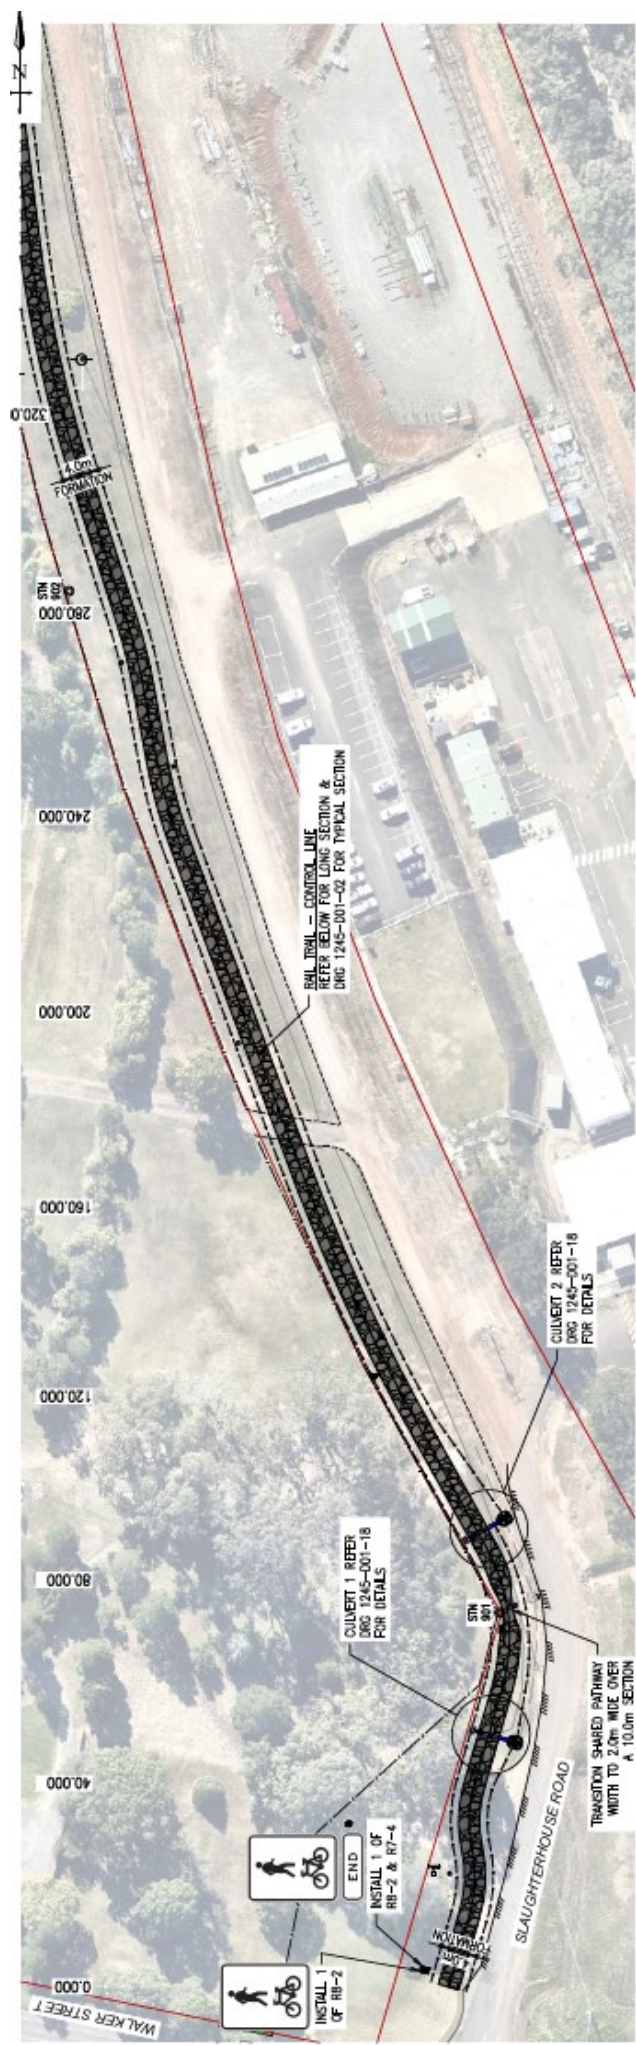 N
320.0
4.0m
FORMATION
STN
902
280.000
240.000
RAIL TRAIL – CONTROL LINE
REFER BELOW FOR LONG SECTION &
DRG 1245-D01-02 FOR TYPICAL SECTION
200.000
160.000
CULVERT 2 REFER
DRG 1245-D01-18
FOR DETAILS
120.000
CULVERT 1 REFER
DRG 1245-D01-18
FOR DETAILS
80.000
STN
901
TRANSITION SHARED PATHWAY
WIDTH TO 2.0m WIDE OVER
A 10.0m SECTION
40.000
END
INSTALL 1 OF
R8-2 & R7-4
SLAUGHTERHOUSE ROAD
FORMATION
INSTALL 1
OF R8-2
0.000
WALKER STREET